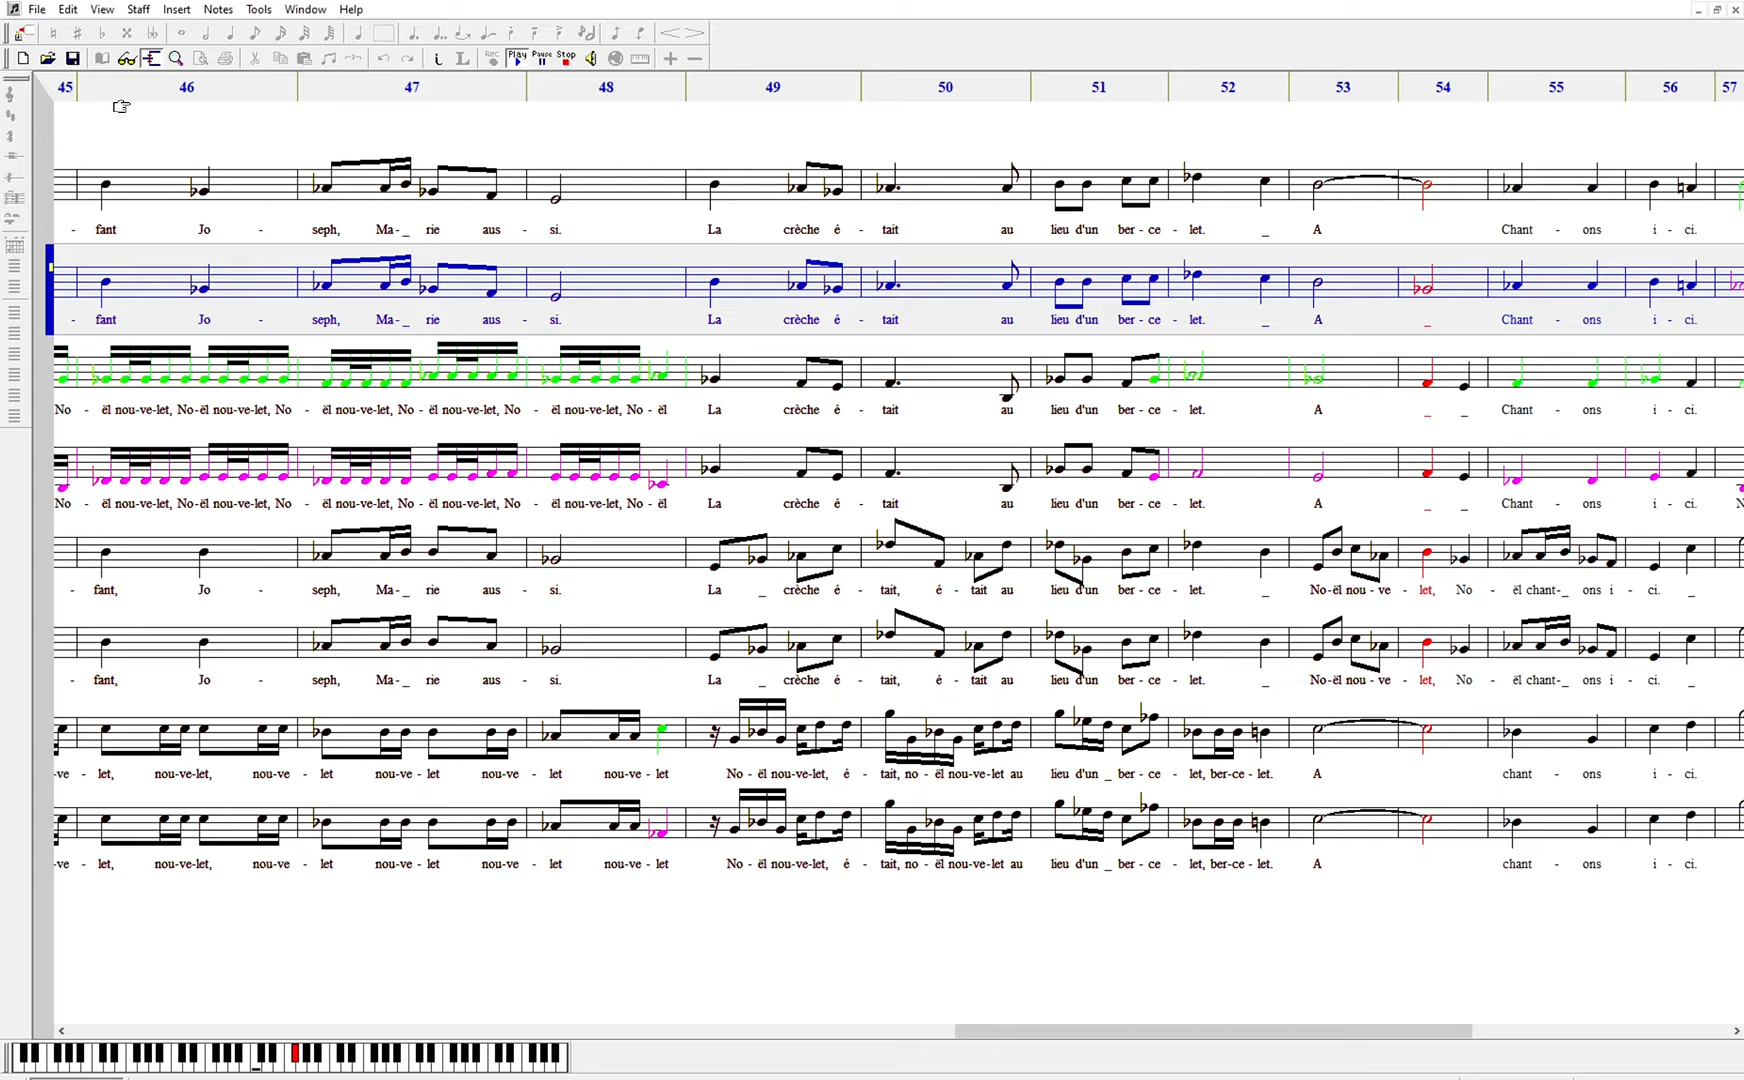 File Edit View Staff Insert Notes Tools Window Help
Rec Play Pause Stop
45 46 47 48 49 50 51 52 53 54 55 56 57
- fant Jo - seph, Ma-_ rie aus - si. La crèche é - tait au lieu d'un ber - ce - let. _ A Chant - ons i - ci.
- fant Jo - seph, Ma-_ rie aus - si. La crèche é - tait au lieu d'un ber - ce - let. _ A _ Chant - ons i - ci.
No - ël nou-ve-let, No-ël nou-ve-let, No - ël nou-ve-let, No - ël nou-ve-let, No - ël nou-ve-let, No - ël La crèche é - tait au lieu d'un ber - ce - let. A _ _ Chant - ons i - ci.
No - ël nou-ve-let, No-ël nou-ve-let, No - ël nou-ve-let, No - ël nou-ve-let, No - ël nou-ve-let, No - ël La crèche é - tait au lieu d'un ber - ce - let. A _ _ Chant - ons i - ci. N
- fant, Jo - seph, Ma-_ rie aus - si. La _ crèche é - tait, é - tait au lieu d'un ber - ce - let. _ No-ël nou - ve - let, No - ël chant-_ ons i - ci. _
- fant, Jo - seph, Ma-_ rie aus - si. La _ crèche é - tait, é - tait au lieu d'un ber - ce - let. _ No-ël nou - ve - let, No - ël chant-_ ons i - ci. _
-ve - let, nou-ve-let, nou-ve - let nou-ve - let nou-ve - let nou-ve - let No - ël nou-ve-let, é - tait, no - ël nou-ve-let au lieu d'un _ ber - ce - let, ber-ce - let. A chant - ons i - ci.
-ve - let, nou-ve-let, nou-ve - let nou-ve - let nou-ve - let nou-ve - let No - ël nou-ve-let, é - tait, no - ël nou-ve-let au lieu d'un _ ber - ce - let, ber-ce - let. A chant - ons i - ci.